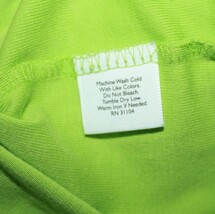 Machine Wash Cold
With Like Colors.
Do Not Bleach.
Tumble Dry Low.
Warm Iron If Needed.
RN 31104